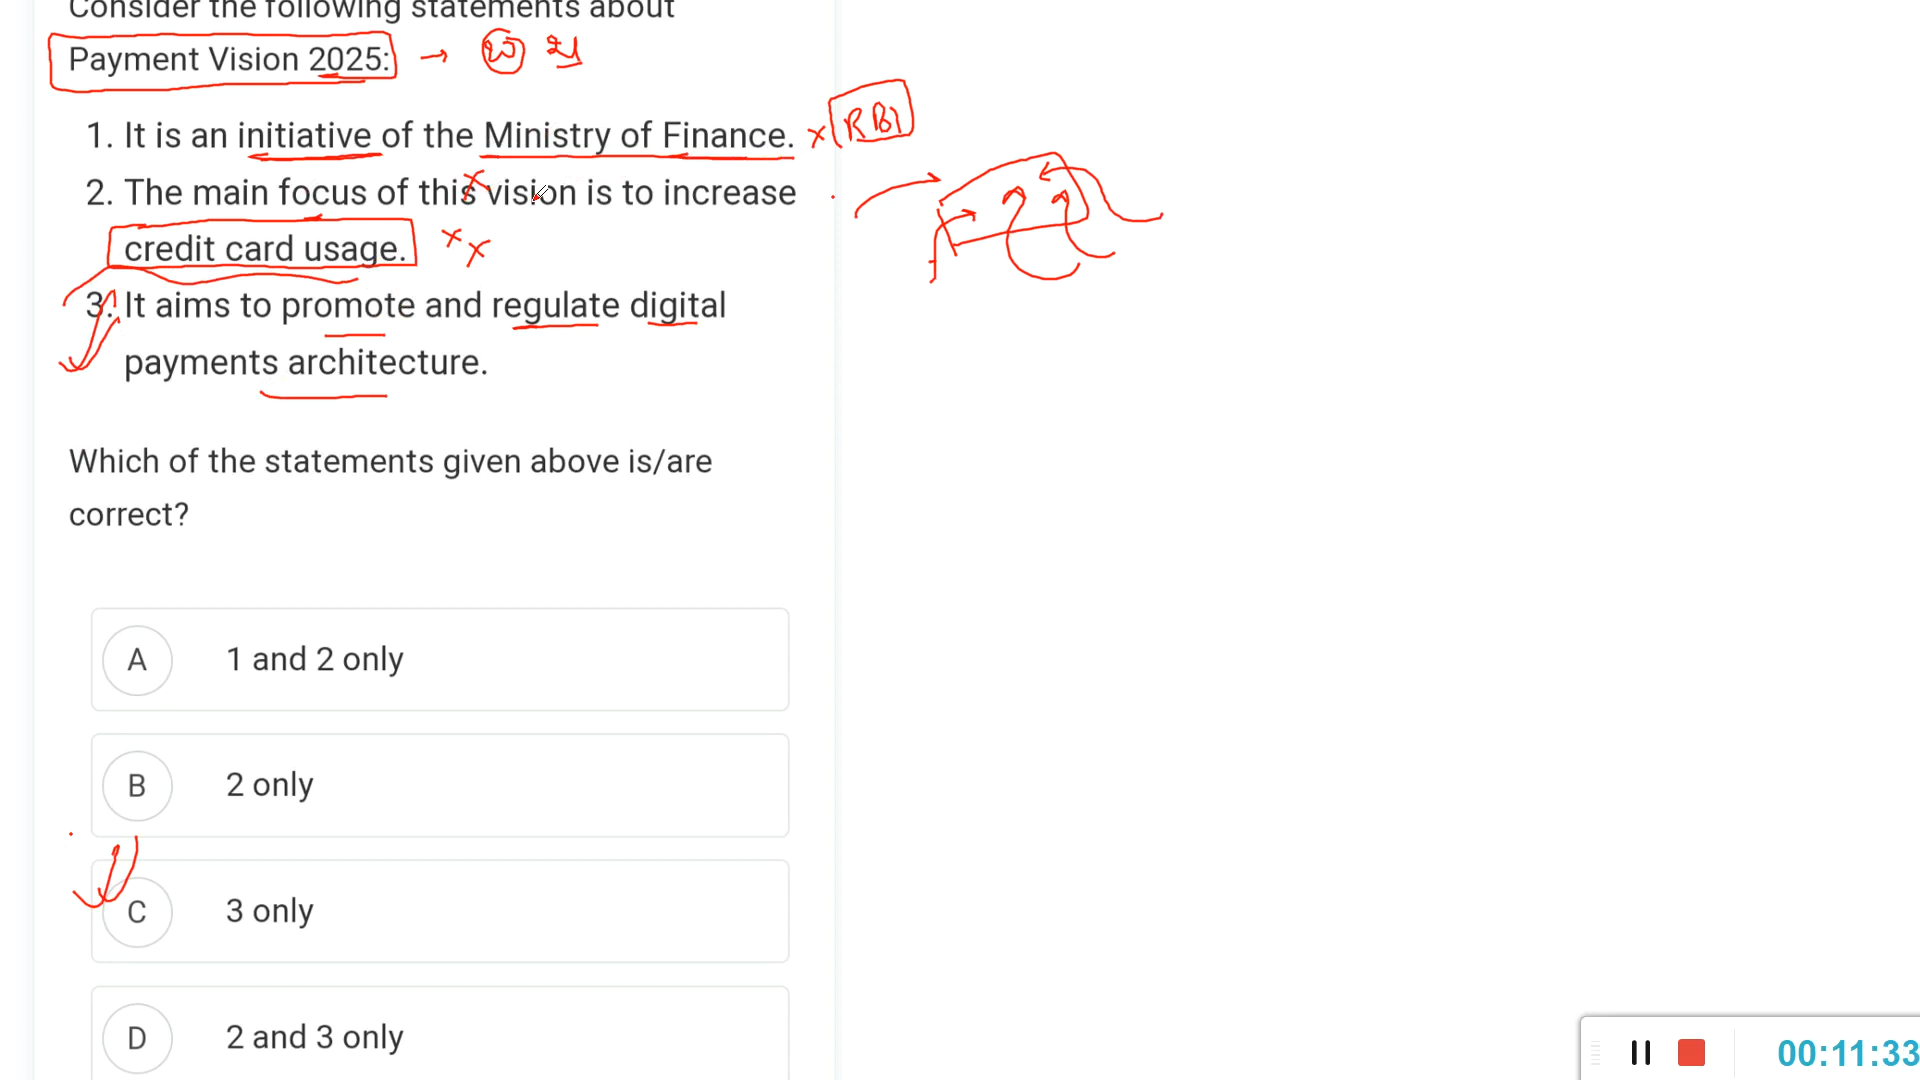 Consider the following statements about
Payment Vision 2025: →
1. It is an initiative of the Ministry of Finance. x RBI
2. The main focus of this vision is to increase
credit card usage. x x
3. It aims to promote and regulate digital
payments architecture.
Which of the statements given above is/are
correct?
A 1 and 2 only
B 2 only
C 3 only
D 2 and 3 only
00:11:33